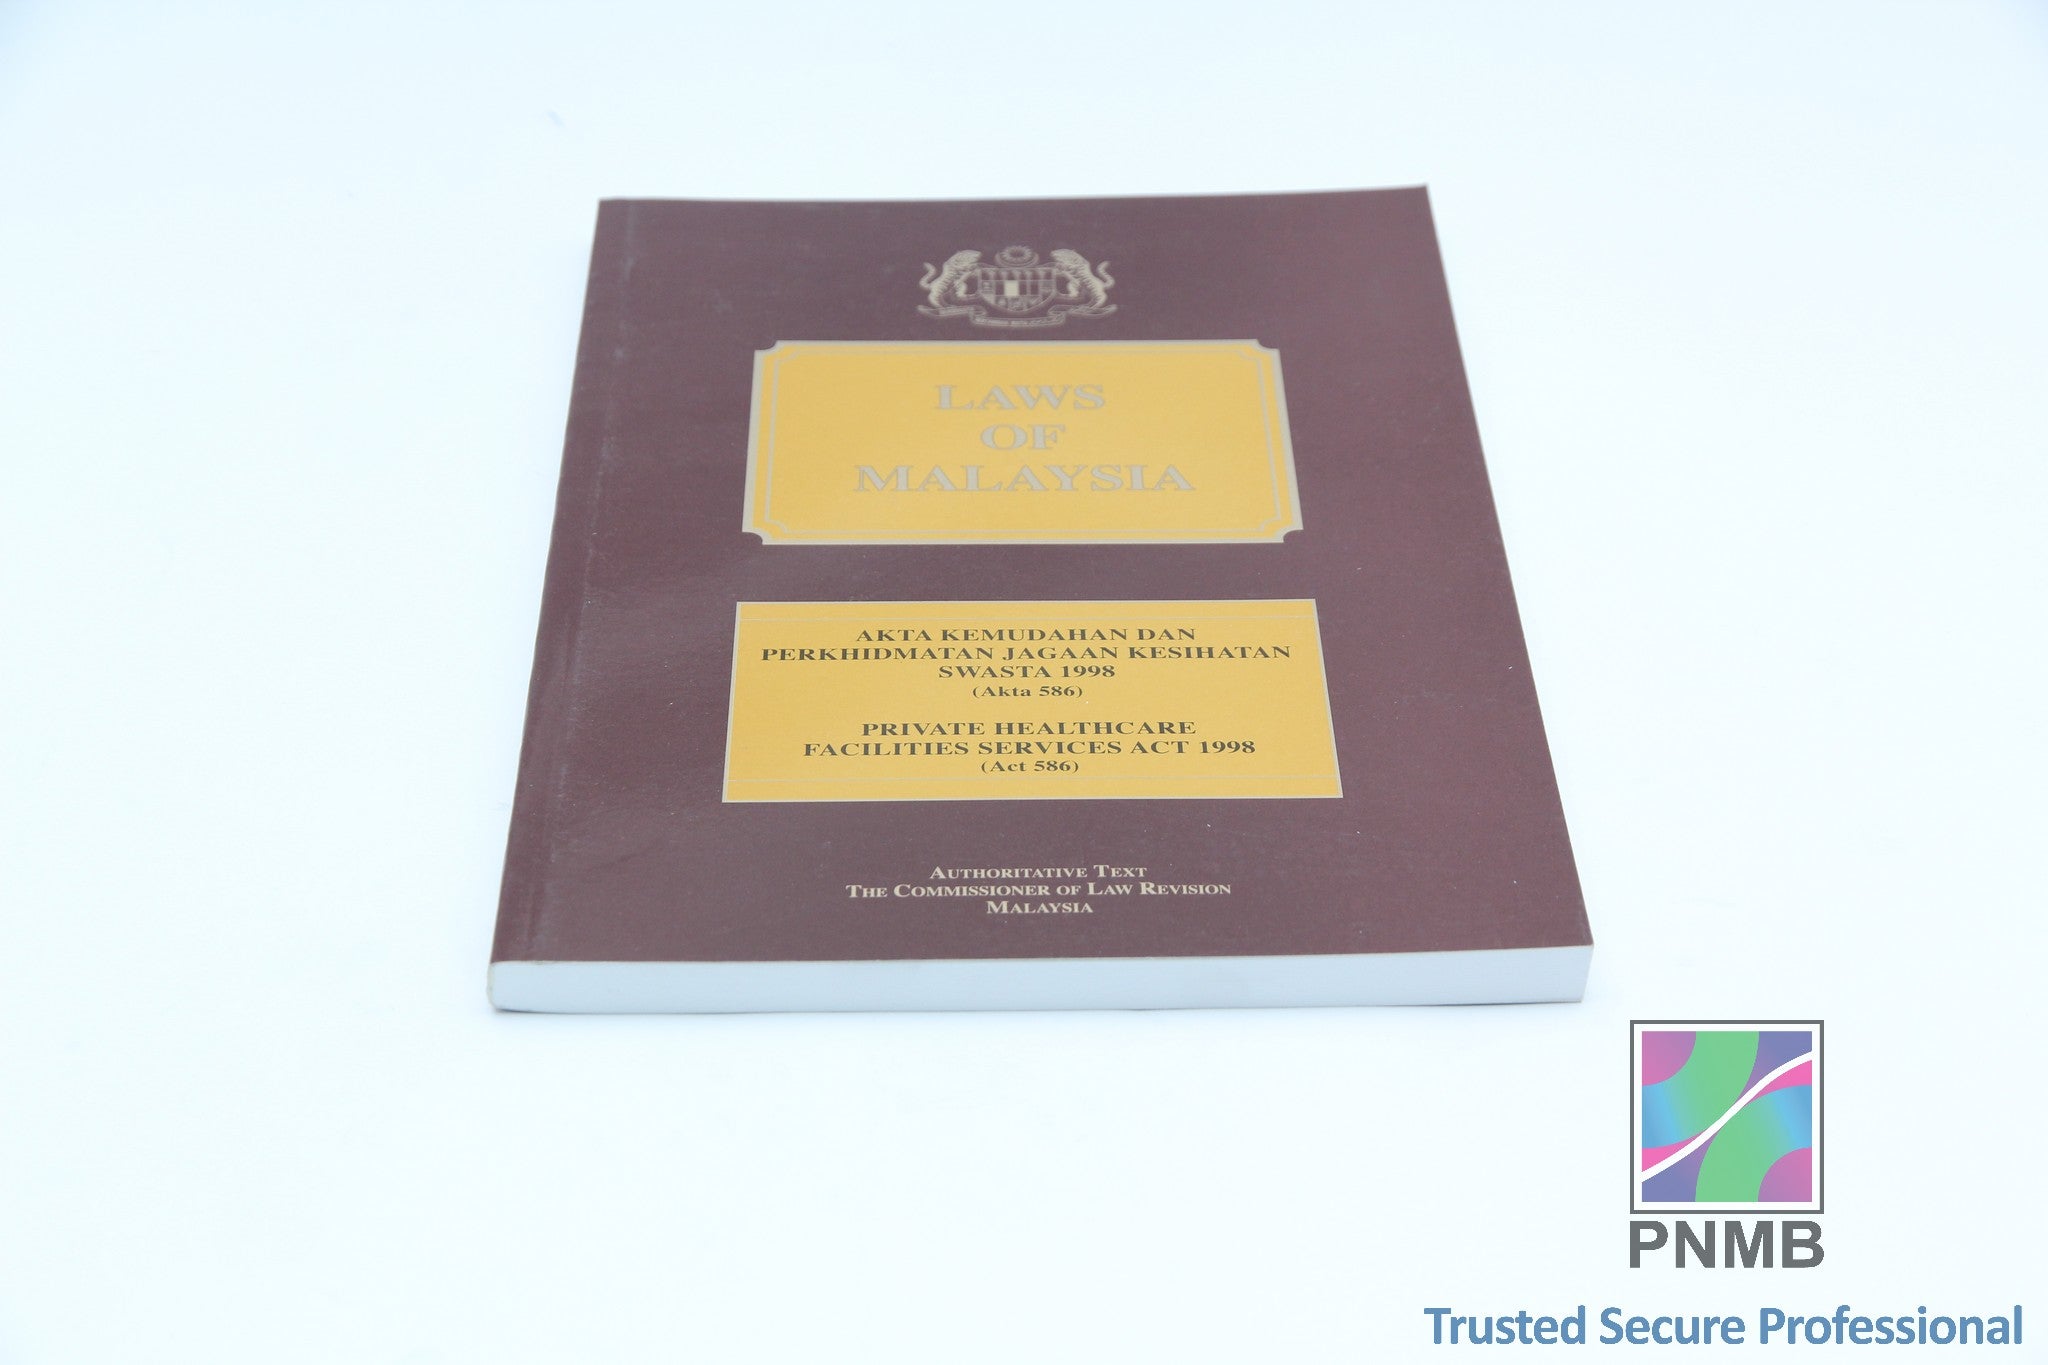 LAWS
OF
MALAYSIA
AKTA KEMUDAHAN DAN
PERKHIDMATAN JAGAAN KESIHATAN
SWASTA 1998
(Akta 586)
PRIVATE HEALTHCARE
FACILITIES SERVICES ACT 1998
(Act 586)
AUTHORITATIVE TEXT
THE COMMISSIONER OF LAW REVISION
MALAYSIA
PNMB
Trusted Secure Professional